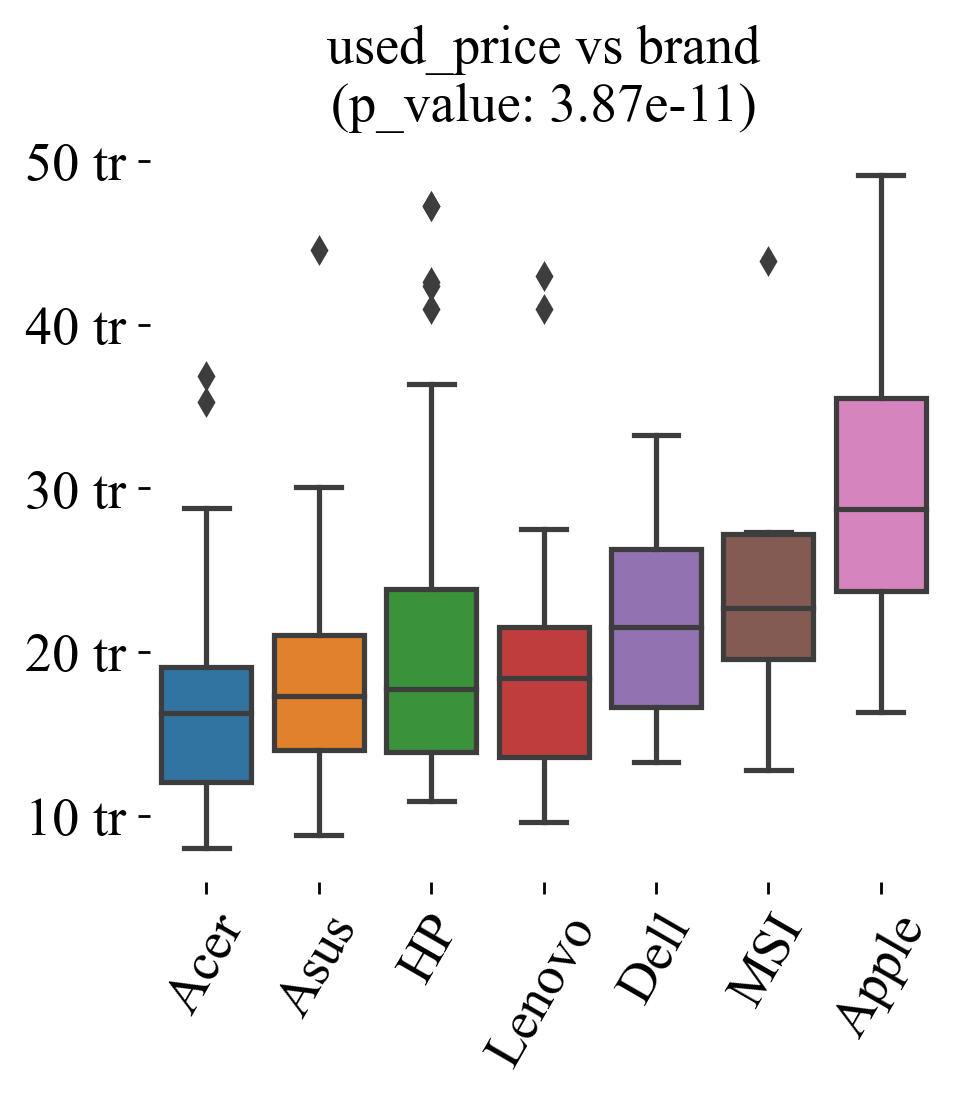 used_price vs brand
(p_value: 3.87e-11)
50 tr
40 tr
30 tr
20 tr
10 tr
Acer
Asus
HP
Lenovo
Dell
MSI
Apple